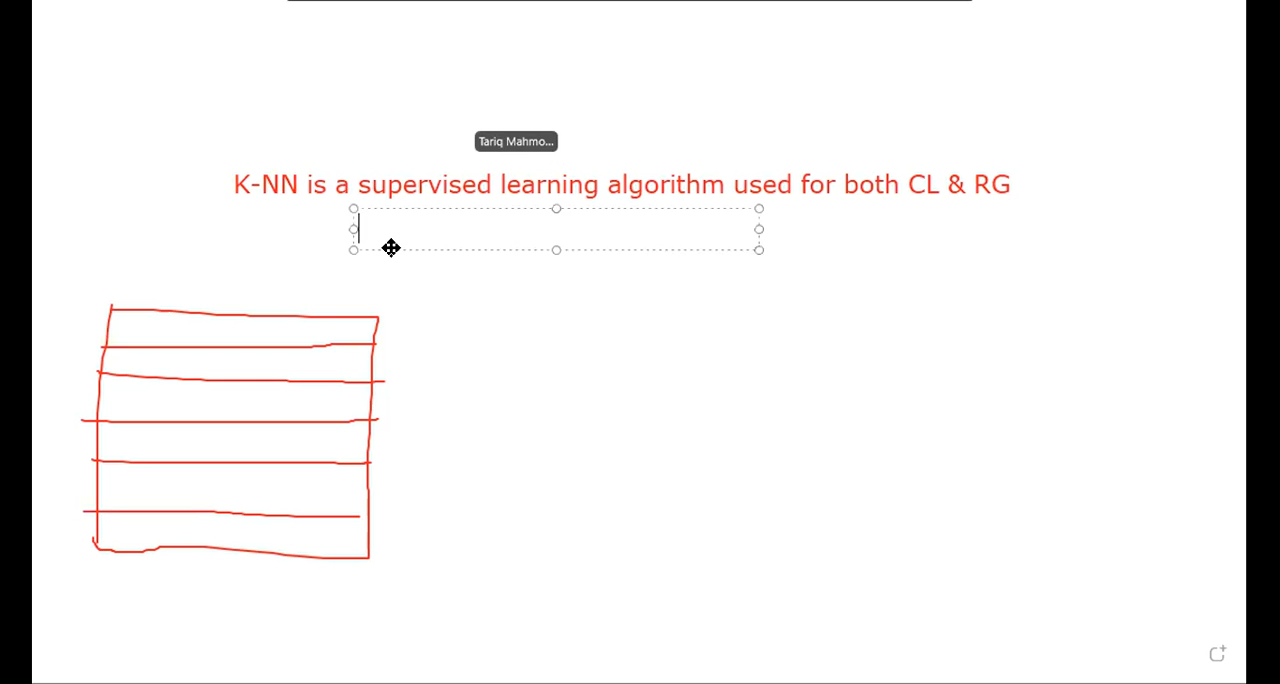 Tariq Mahmo...
K-NN is a supervised learning algorithm used for both CL & RG